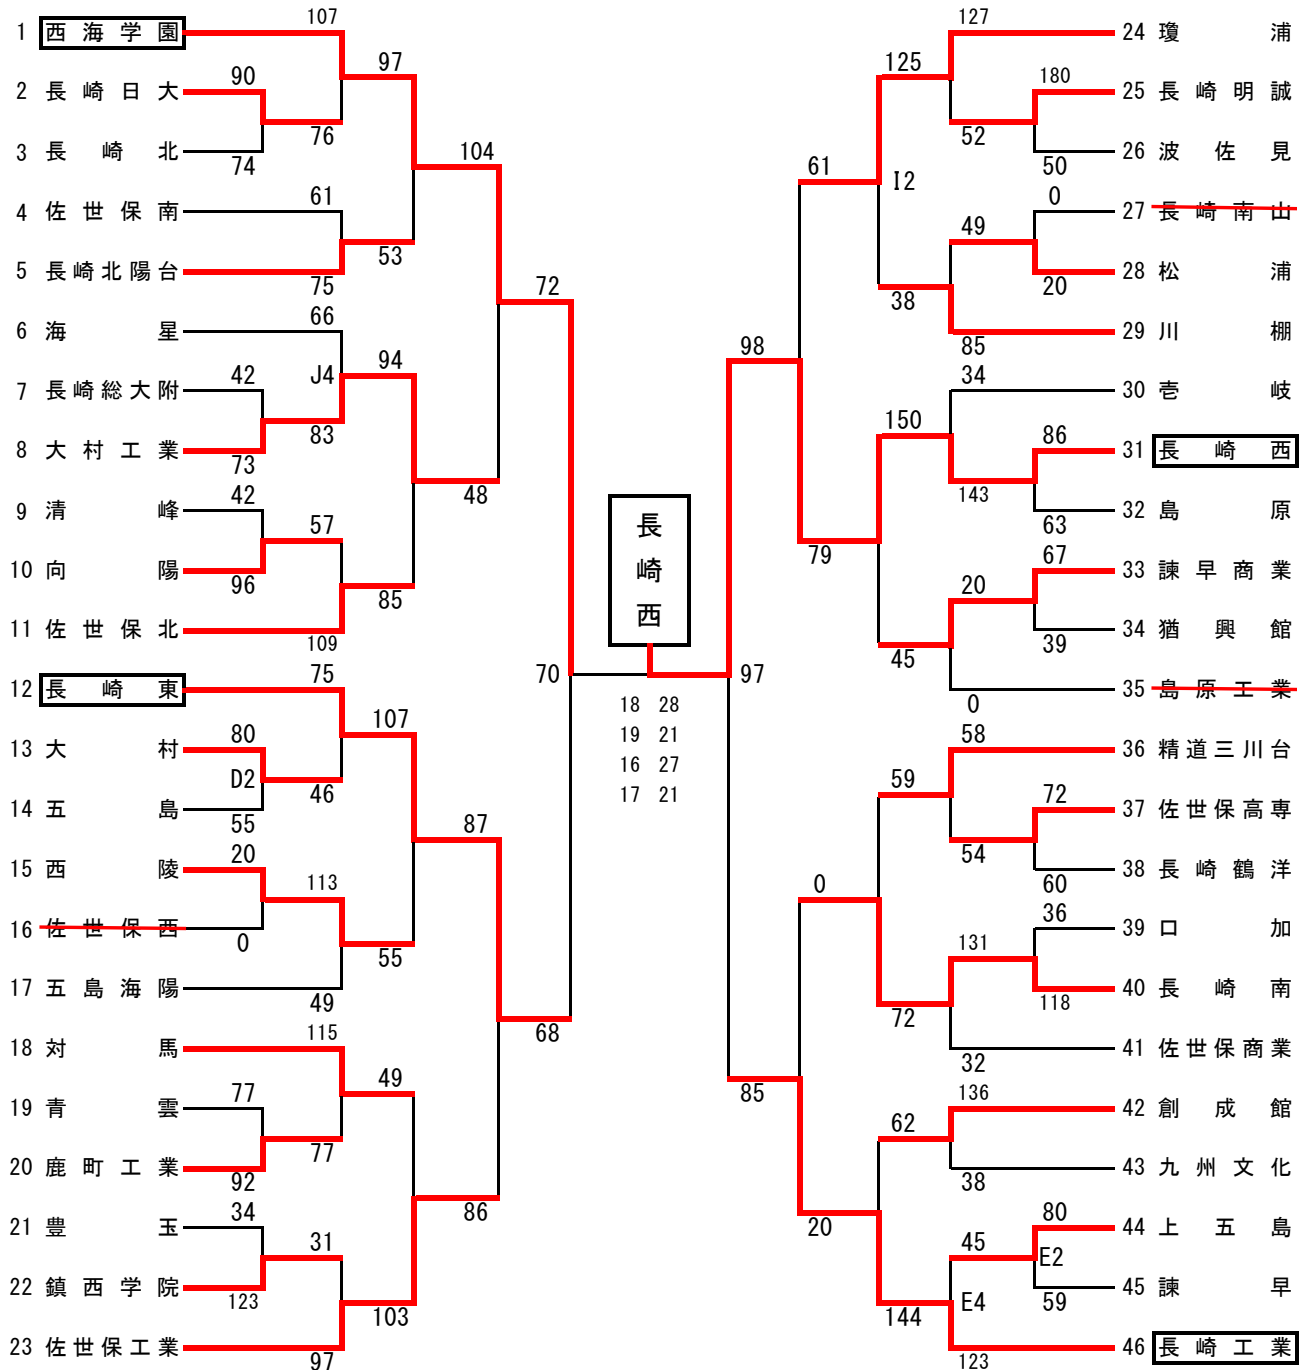 107
1 西海学園
97
90
2 長崎日大
76
3 長崎北
74
104
61
4 佐世保南
53
5 長崎北陽台
75
72
66
6 海星
94
42
J4
7 長崎総大附
83
8 大村工業
73
48
42
9 清峰
57
10 向陽
96
85
11 佐世保北
109
70
75
12 長崎東
107
80
13 大村
D2
46
14 五島
55
87
20
15 西陵
113
16 佐世保西
0
55
17 五島海陽
49
68
115
18 対馬
49
77
19 青雲
77
20 鹿町工業
92
86
34
21 豊玉
31
22 鎮西学院
123
103
23 佐世保工業
97
長崎西
18 28
19 21
16 27
17 21
127
24 瓊浦
125
180
25 長崎明誠
52
26 波佐見
50
61
I2
0
27 長崎南山
49
28 松浦
20
38
29 川棚
85
98
34
30 壱岐
150
86
31 長崎西
143
32 島原
63
79
67
33 諫早商業
20
34 猶興館
39
45
35 島原工業
0
97
58
36 精道三川台
59
72
37 佐世保高専
54
38 長崎鶴洋
60
0
36
39 口加
131
40 長崎南
118
72
41 佐世保商業
32
85
136
42 創成館
62
43 九州文化
38
20
80
44 上五島
45
E2
45 諫早
59
144
E4
46 長崎工業
123